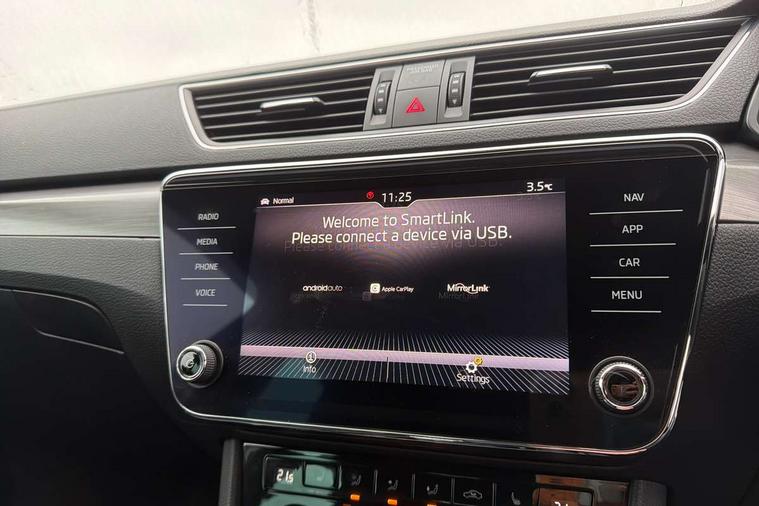 Normal
11:25
3.5°C
Welcome to SmartLink.
Please connect a device via USB.
androidauto
Apple CarPlay
MirrorLink
Info
Settings
RADIO
MEDIA
PHONE
VOICE
NAV
APP
CAR
MENU
21.5